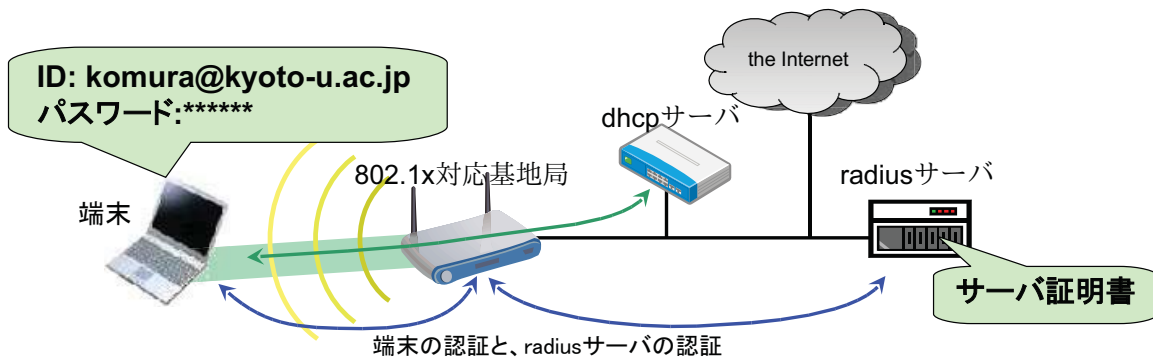 ID: komura@kyoto-u.ac.jp
パスワード:******
the Internet
dhcpサーバ
802.1x対応基地局
radiusサーバ
端末
サーバ証明書
端末の認証と、radiusサーバの認証